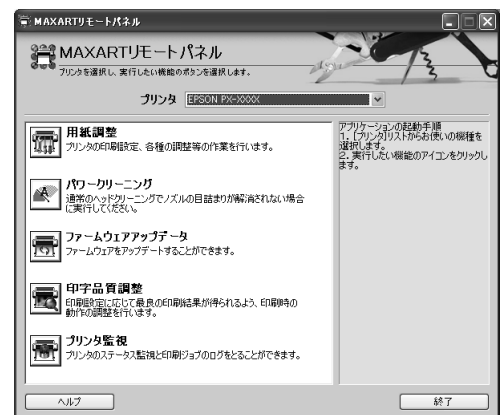 MAXARTリモートパネル
MAXARTリモートパネル
プリンタを選択し、実行したい機能のボタンを選択します。
プリンタ EPSON PX-XXXX
用紙調整
プリンタの印刷設定、各種の調整等の作業を行います。
パワークリーニング
通常のヘッドクリーニングでノズルの目詰まりが解消されない場合
に実行してください。
ファームウェアアップデータ
ファームウェアをアップデートすることができます。
印字品質調整
印刷設定に応じて最良の印刷結果が得られるよう、印刷時の
動作の調整を行います。
プリンタ監視
プリンタのステータス監視と印刷ジョブのログをとることができます。
アプリケーションの起動手順
1. [プリンタ]リストからお使いの機種を
選択します。
2. 実行したい機能のアイコンをクリックし
ます。
ヘルプ
終了